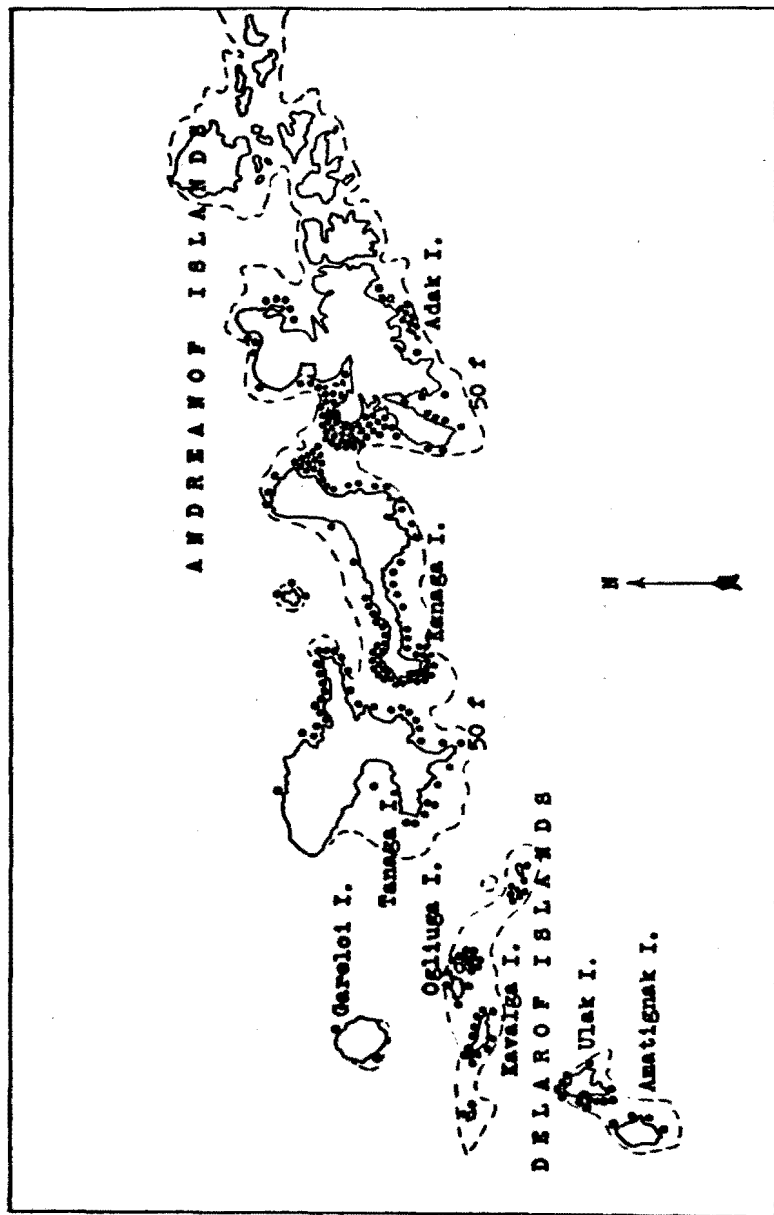 ANDREANOF ISLANDS
Adak I.
50 f
Kanaga I.
N
50 f
Tanaga I.
Gareloi I.
Ogliuga I.
Kavalga I.
DELAROF ISLANDS
Ulak I.
Amatignak I.